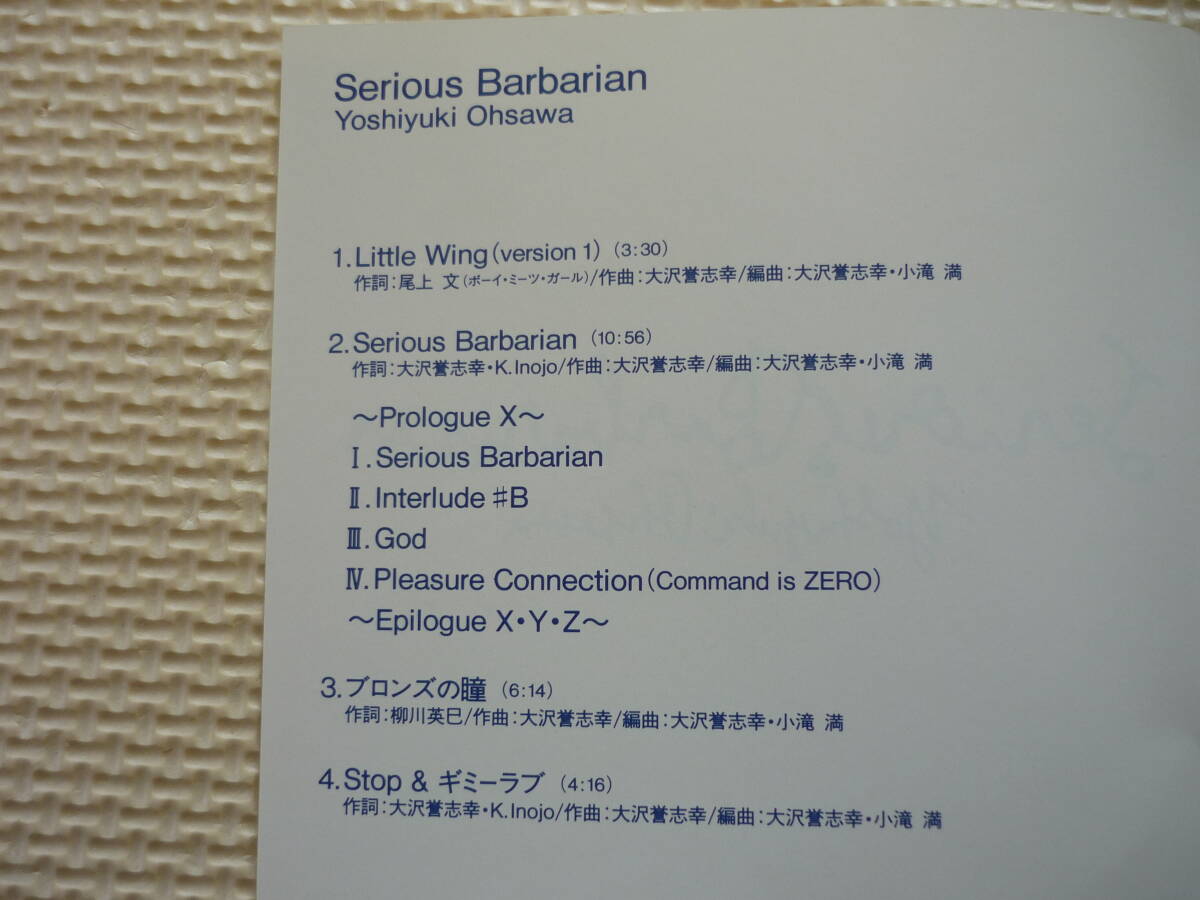 Serious Barbarian
Yoshiyuki Ohsawa
1.Little Wing(version 1) (3:30)
作詞:尾上 文(ボーイ・ミーツ・ガール)/作曲:大沢誉志幸/編曲:大沢誉志幸・小滝 満
2.Serious Barbarian (10:56)
作詞:大沢誉志幸・K.Inojo/作曲:大沢誉志幸/編曲:大沢誉志幸・小滝 満
〜Prologue X〜
Ⅰ.Serious Barbarian
Ⅱ.Interlude ♯B
Ⅲ.God
Ⅳ.Pleasure Connection(Command is ZERO)
〜Epilogue X・Y・Z〜
3.ブロンズの瞳 (6:14)
作詞:柳川英巳/作曲:大沢誉志幸/編曲:大沢誉志幸・小滝 満
4.Stop & ギミーラブ (4:16)
作詞:大沢誉志幸・K.Inojo/作曲:大沢誉志幸/編曲:大沢誉志幸・小滝 満